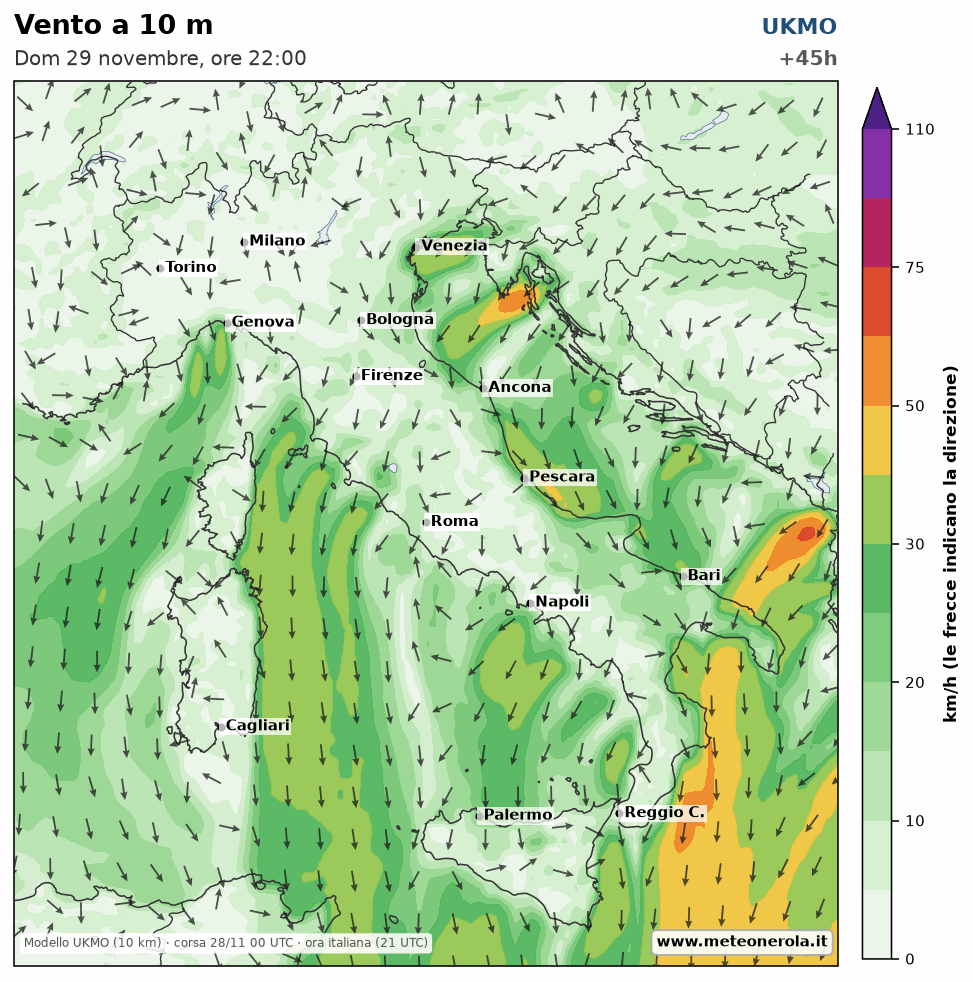 Vento a 10 m
UKMO
Dom 29 novembre, ore 22:00
+45h
110
75
50
30
20
10
0
km/h (le frecce indicano la direzione)
Venezia
Milano
Torino
Genova
Bologna
Firenze
Ancona
Pescara
Roma
Bari
Napoli
Cagliari
Palermo
Reggio C.
Modello UKMO (10 km) · corsa 28/11 00 UTC · ora italiana (21 UTC)
www.meteonerola.it